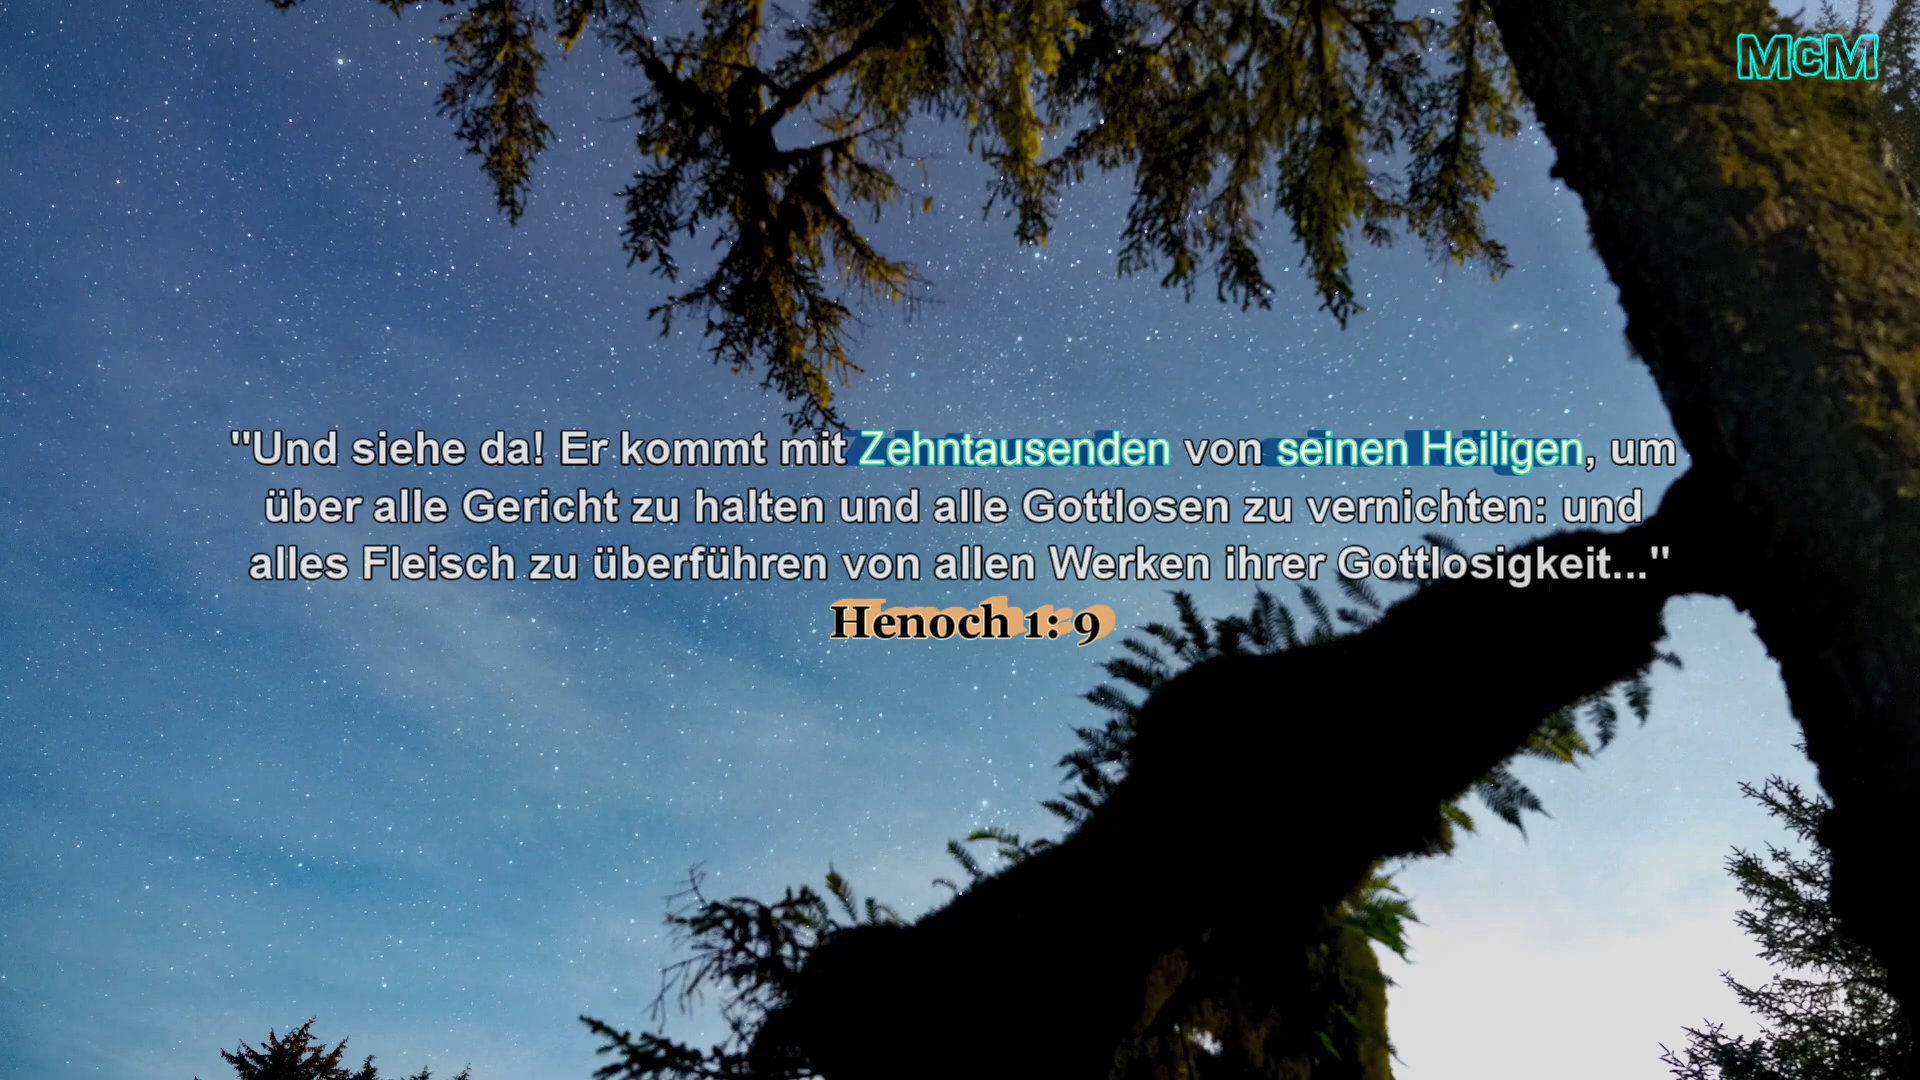 McM
"Und siehe da! Er kommt mit Zehntausenden von seinen Heiligen, um
über alle Gericht zu halten und alle Gottlosen zu vernichten: und
alles Fleisch zu überführen von allen Werken ihrer Gottlosigkeit..."
Henoch 1: 9